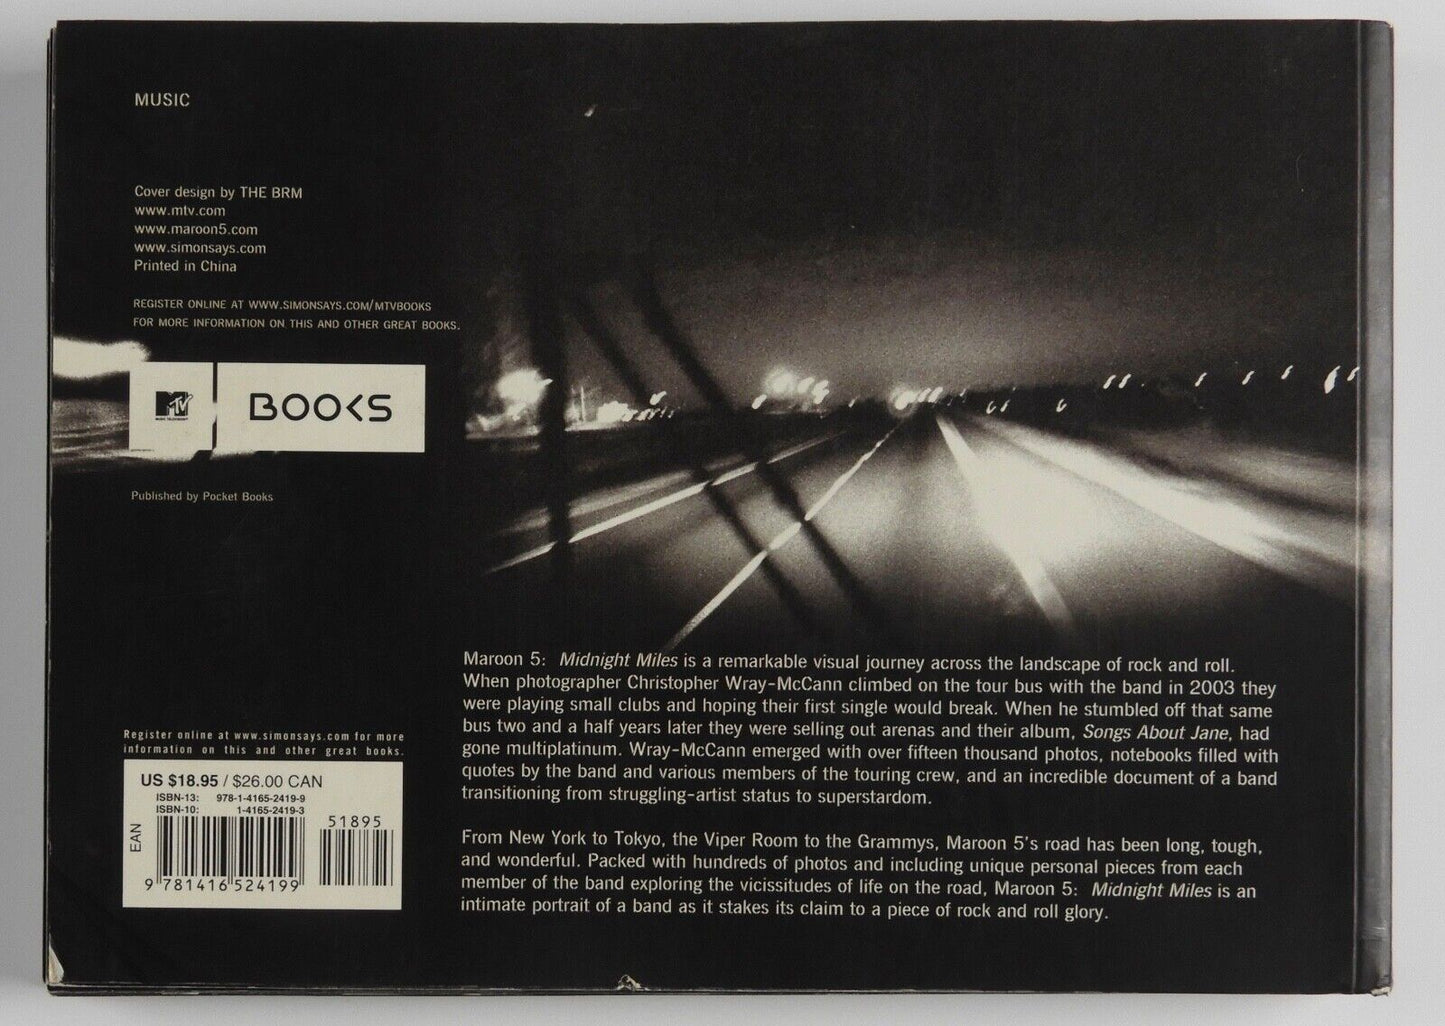 MUSIC
Cover design by THE BRM
www.mtv.com
www.maroon5.com
www.simonsays.com
Printed in China
REGISTER ONLINE AT WWW.SIMONSAYS.COM/MTVBOOKS
FOR MORE INFORMATION ON THIS AND OTHER GREAT BOOKS.
MTV
MUSIC TELEVISION
BOOKS
Published by Pocket Books
Maroon 5: Midnight Miles is a remarkable visual journey across the landscape of rock and roll.
When photographer Christopher Wray-McCann climbed on the tour bus with the band in 2003 they
were playing small clubs and hoping their first single would break. When he stumbled off that same
bus two and a half years later they were selling out arenas and their album, Songs About Jane, had
gone multiplatinum. Wray-McCann emerged with over fifteen thousand photos, notebooks filled with
quotes by the band and various members of the touring crew, and an incredible document of a band
transitioning from struggling-artist status to superstardom.
From New York to Tokyo, the Viper Room to the Grammys, Maroon 5's road has been long, tough,
and wonderful. Packed with hundreds of photos and including unique personal pieces from each
member of the band exploring the vicissitudes of life on the road, Maroon 5: Midnight Miles is an
intimate portrait of a band as it stakes its claim to a piece of rock and roll glory.
Register online at www.simonsays.com for more
information on this and other great books.
US $18.95 / $26.00 CAN
ISBN-13: 978-1-4165-2419-9
ISBN-10: 1-4165-2419-3
51895
EAN
9 781416 524199